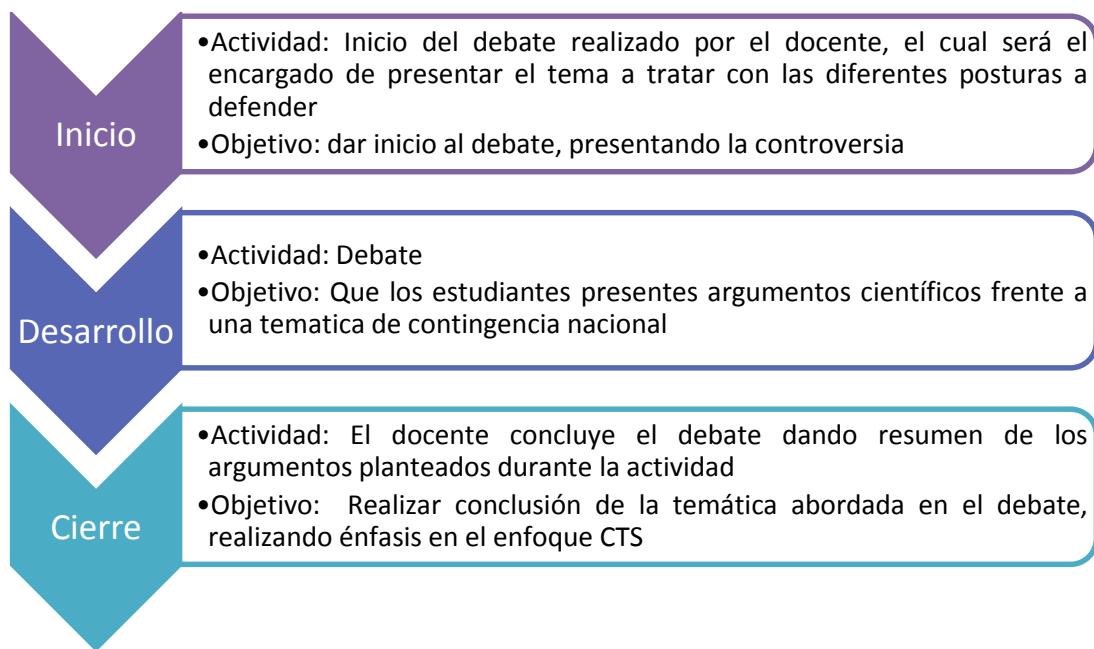 Inicio
•Actividad: Inicio del debate realizado por el docente, el cual será el
encargado de presentar el tema a tratar con las diferentes posturas a
defender
•Objetivo: dar inicio al debate, presentando la controversia
Desarrollo
•Actividad: Debate
•Objetivo: Que los estudiantes presentes argumentos científicos frente a
una tematica de contingencia nacional
Cierre
•Actividad: El docente concluye el debate dando resumen de los
argumentos planteados durante la actividad
•Objetivo: Realizar conclusión de la temática abordada en el debate,
realizando énfasis en el enfoque CTS